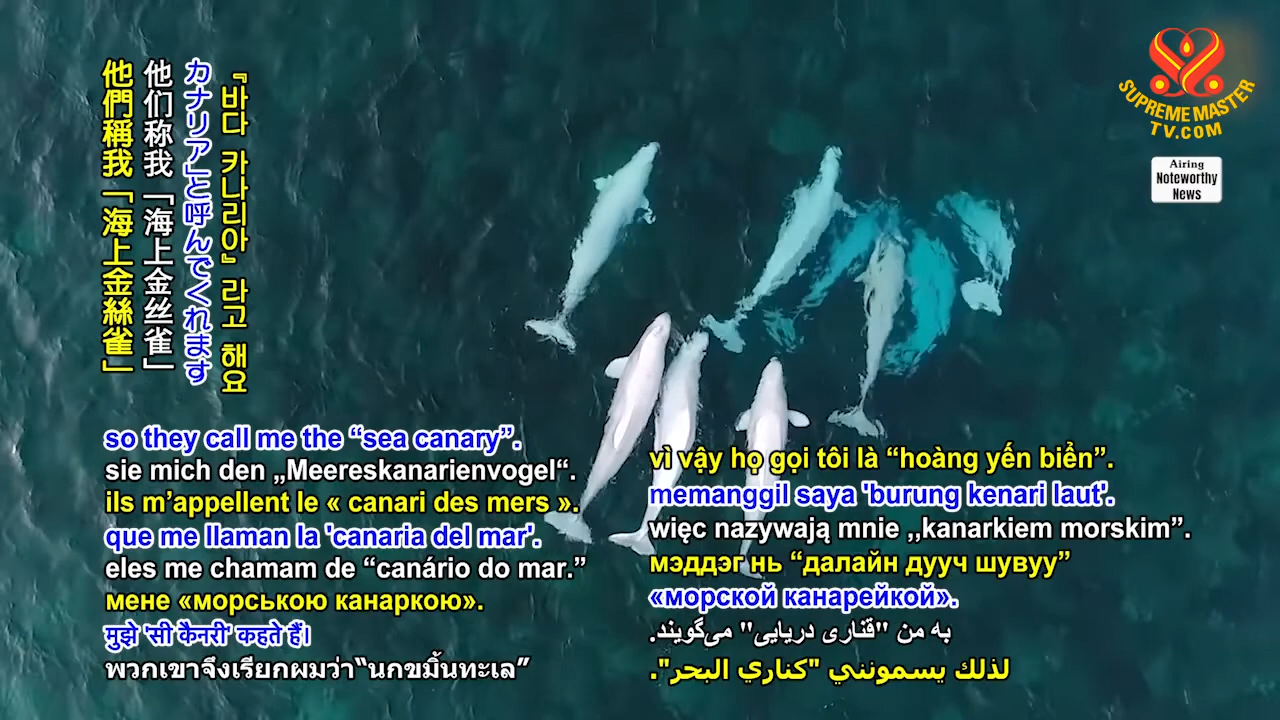 『바다 카나리아』라고 해요
カナリア」と呼んでくれます
他们称我「海上金丝雀」
他們稱我「海上金絲雀」
SUPREME MASTER
TV.COM
Airing
Noteworthy
News
so they call me the “sea canary”.
sie mich den „Meereskanarienvogel“.
ils m’appellent le « canari des mers ».
que me llaman la 'canaria del mar'.
eles me chamam de “canário do mar.”
мене «морською канаркою».
मुझे 'सी कैनरी' कहते हैं।
พวกเขาจึงเรียกผมว่า“นกขมิ้นทะเล”
vì vậy họ gọi tôi là “hoàng yến biển”.
memanggil saya 'burung kenari laut'.
więc nazywają mnie ,,kanarkiem morskim”.
мэддэг нь “далайн дууч шувуу”
«морской канарейкой».
به من "قناری دریایی" می‌گویند.
لذلك يسمونني "كناري البحر".